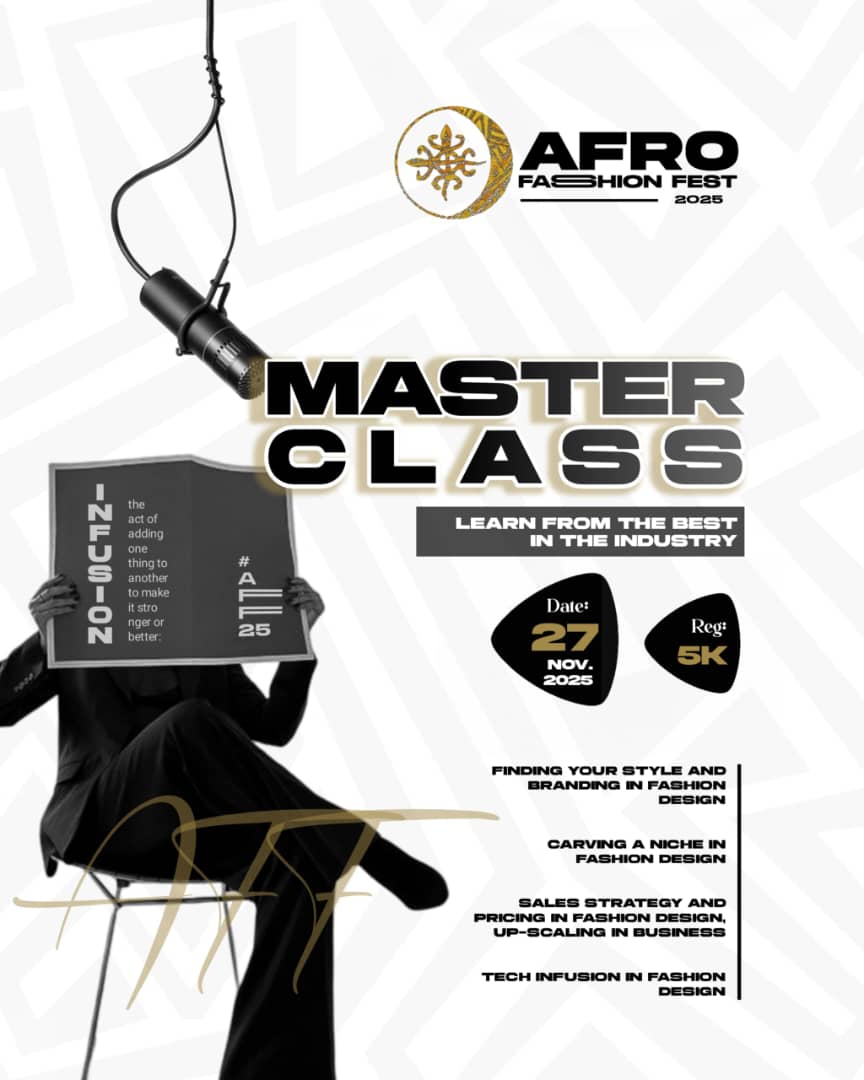 AFRO
FASHION FEST
2025
MASTER
CLASS
LEARN FROM THE BEST
IN THE INDUSTRY
INFUSION
the
act of
adding
one
thing to
another
to make
it stro
nger or
better:
#
A
F
F
25
Date:
27
NOV.
2025
Reg:
5K
FINDING YOUR STYLE AND
BRANDING IN FASHION
DESIGN
CARVING A NICHE IN
FASHION DESIGN
SALES STRATEGY AND
PRICING IN FASHION DESIGN,
UP-SCALING IN BUSINESS
TECH INFUSION IN FASHION
DESIGN
AFF